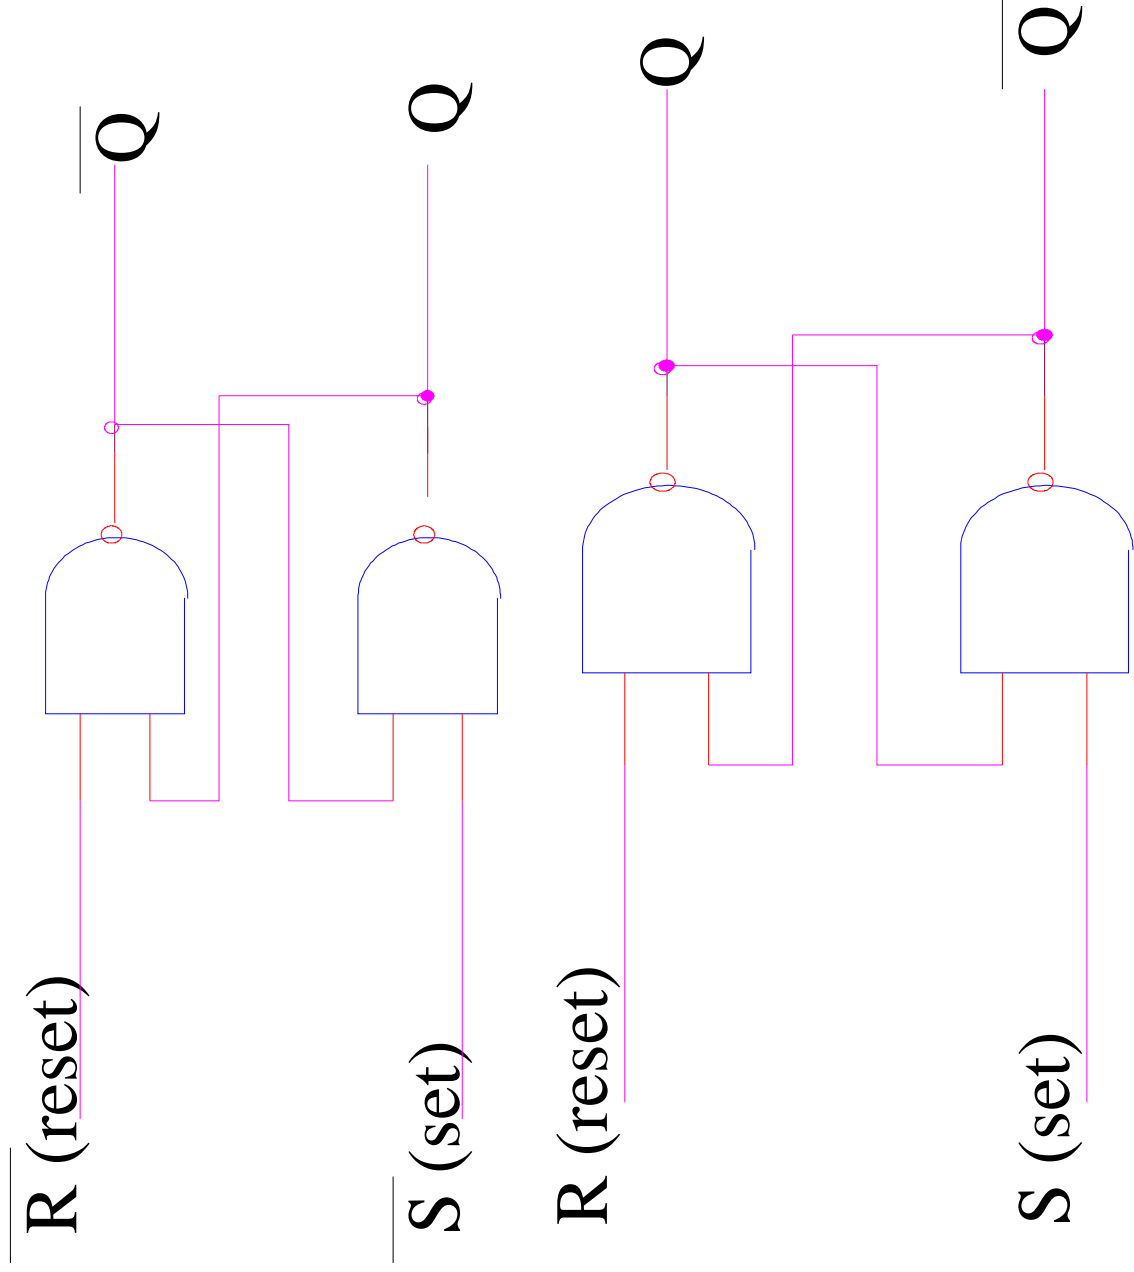 Q̅
Q
R̅ (reset)
S̅ (set)
Q
Q̅
R (reset)
S (set)